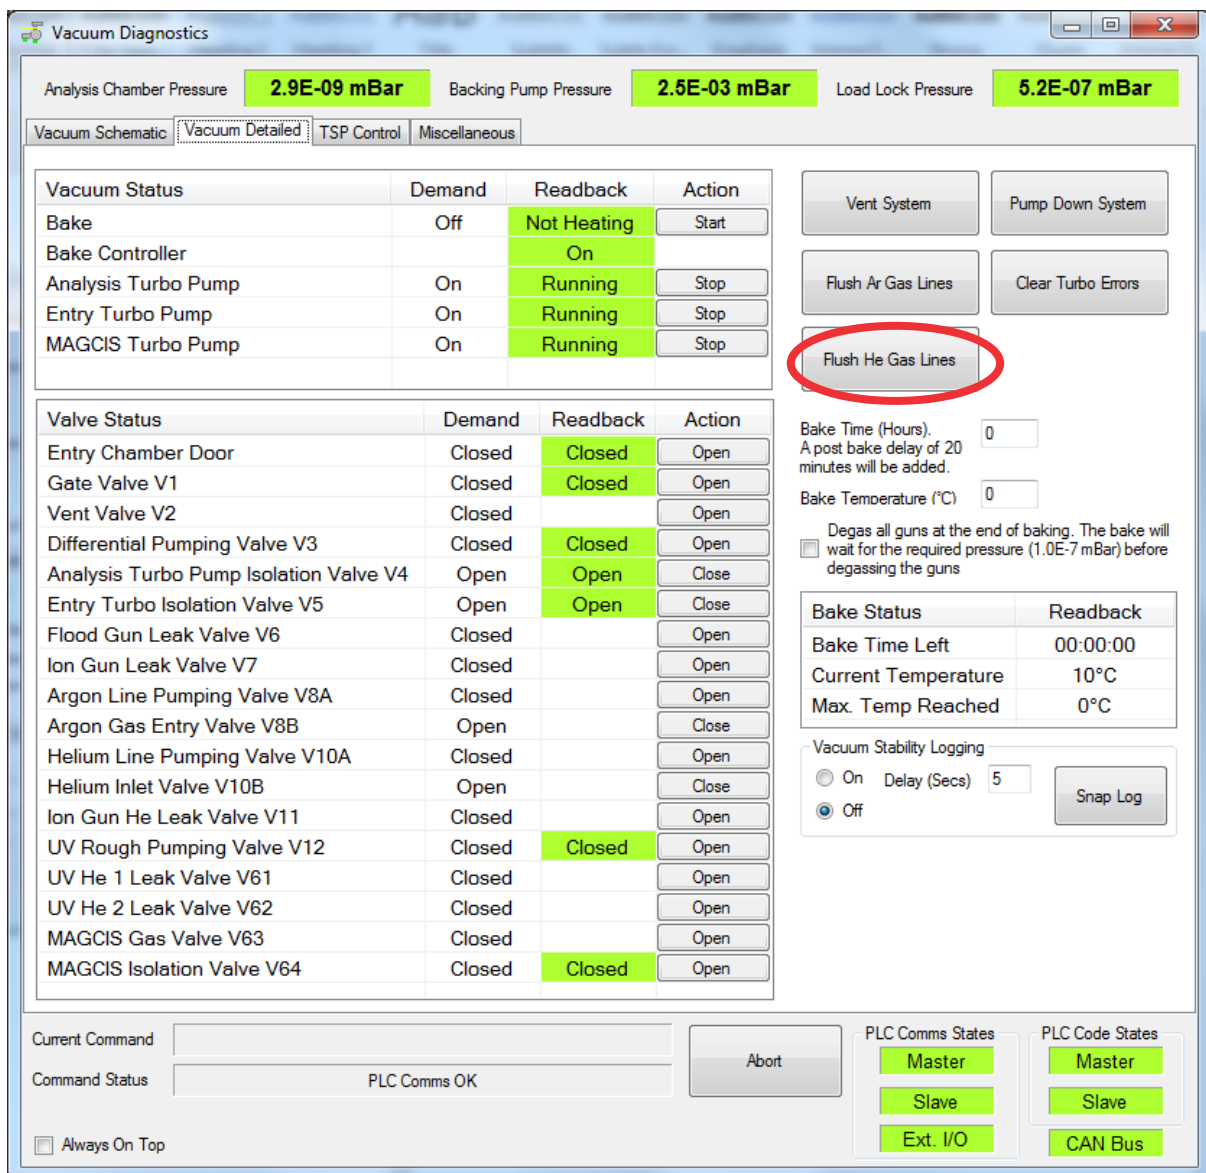 Vacuum Diagnostics
Analysis Chamber Pressure 2.9E-09 mBar Backing Pump Pressure 2.5E-03 mBar Load Lock Pressure 5.2E-07 mBar
Vacuum Schematic Vacuum Detailed TSP Control Miscellaneous
Vacuum Status Demand Readback Action
Bake Off Not Heating Start
Bake Controller On
Analysis Turbo Pump On Running Stop
Entry Turbo Pump On Running Stop
MAGCIS Turbo Pump On Running Stop
Valve Status Demand Readback Action
Entry Chamber Door Closed Closed Open
Gate Valve V1 Closed Closed Open
Vent Valve V2 Closed Open
Differential Pumping Valve V3 Closed Closed Open
Analysis Turbo Pump Isolation Valve V4 Open Open Close
Entry Turbo Isolation Valve V5 Open Open Close
Flood Gun Leak Valve V6 Closed Open
Ion Gun Leak Valve V7 Closed Open
Argon Line Pumping Valve V8A Closed Open
Argon Gas Entry Valve V8B Open Close
Helium Line Pumping Valve V10A Closed Open
Helium Inlet Valve V10B Open Close
Ion Gun He Leak Valve V11 Closed Open
UV Rough Pumping Valve V12 Closed Closed Open
UV He 1 Leak Valve V61 Closed Open
UV He 2 Leak Valve V62 Closed Open
MAGCIS Gas Valve V63 Closed Open
MAGCIS Isolation Valve V64 Closed Closed Open
Vent System Pump Down System
Flush Ar Gas Lines Clear Turbo Errors
Flush He Gas Lines
Bake Time (Hours). 0
A post bake delay of 20
minutes will be added.
Bake Temperature (°C) 0
Degas all guns at the end of baking. The bake will
wait for the required pressure (1.0E-7 mBar) before
degassing the guns
Bake Status Readback
Bake Time Left 00:00:00
Current Temperature 10°C
Max. Temp Reached 0°C
Vacuum Stability Logging
On Delay (Secs) 5
Off
Snap Log
Current Command
Command Status PLC Comms OK
Abort
PLC Comms States
Master
Slave
Ext. I/O
PLC Code States
Master
Slave
CAN Bus
Always On Top